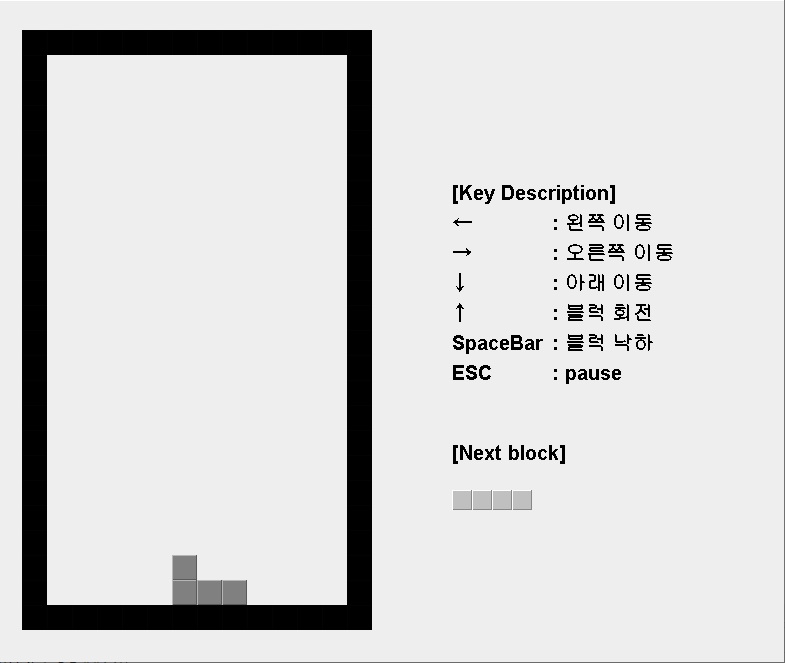 [Key Description]
← : 왼쪽 이동
→ : 오른쪽 이동
↓ : 아래 이동
↑ : 블럭 회전
SpaceBar : 블럭 낙하
ESC : pause
[Next block]